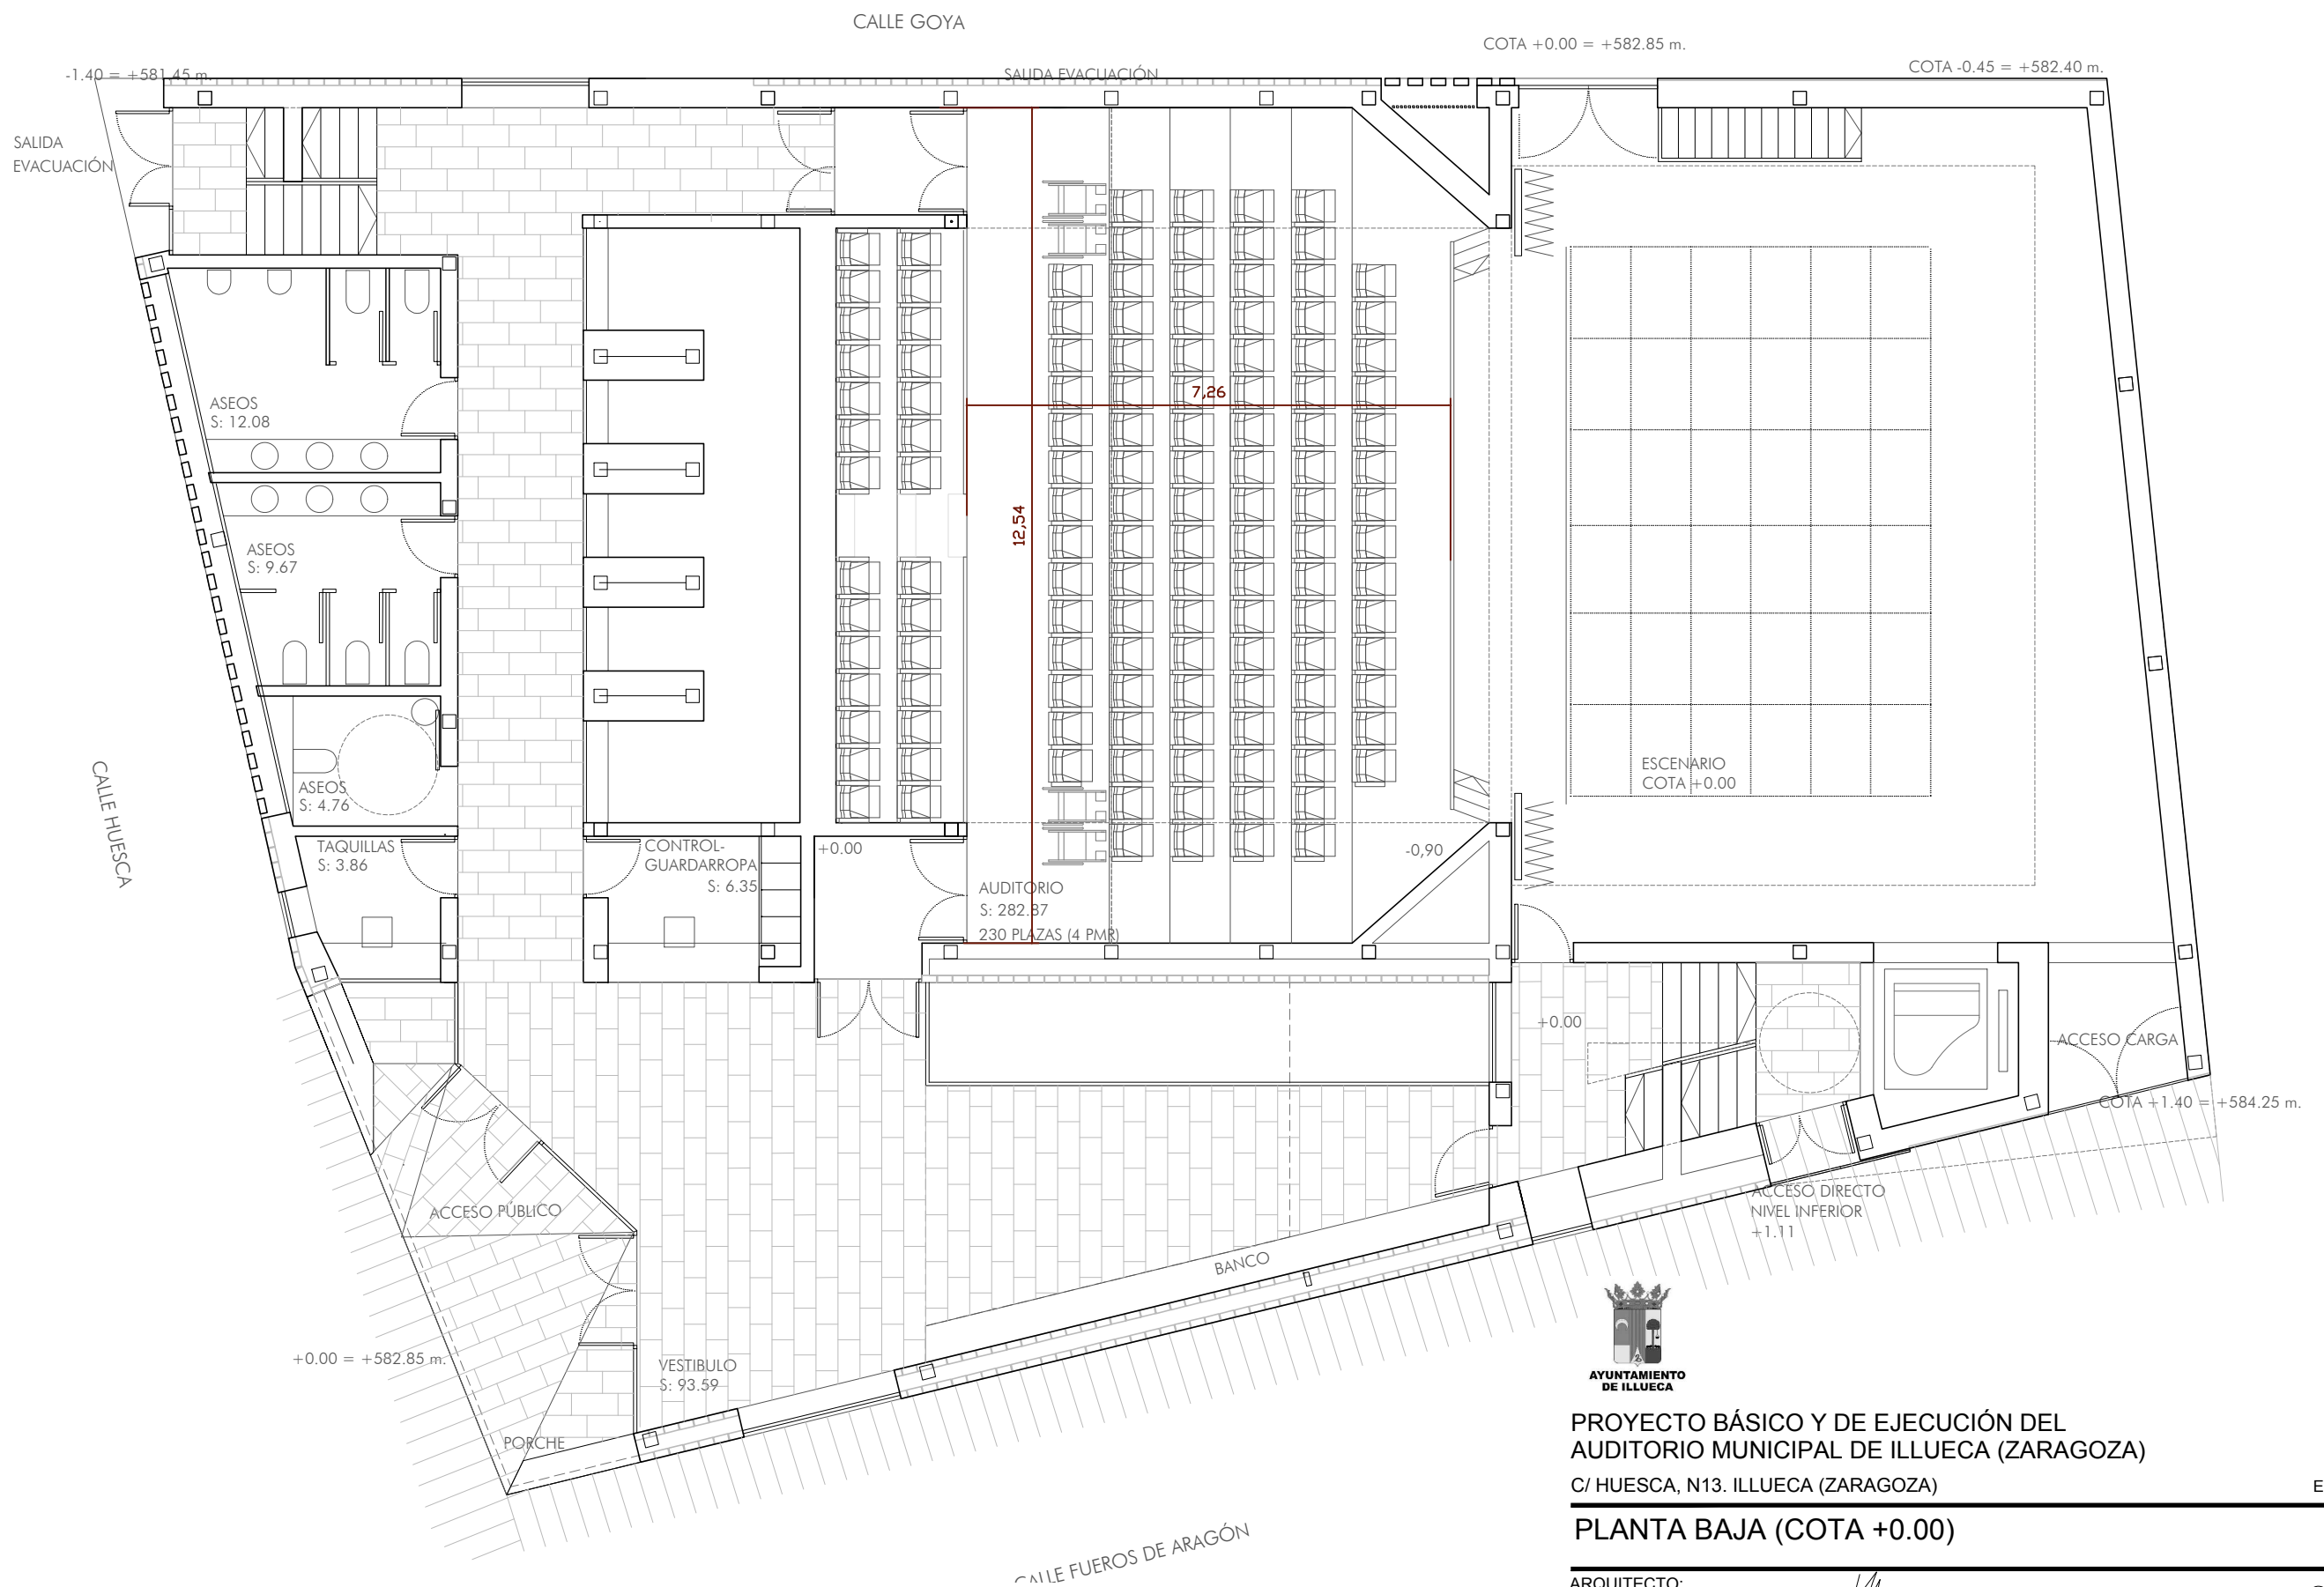 CALLE GOYA
COTA +0.00 = +582.85 m.
COTA -0.45 = +582.40 m.
-1.40 = +581.45 m.
SALIDA EVACUACIÓN
SALIDA
EVACUACIÓN
7,26
12,54
ASEOS
S: 12.08
ASEOS
S: 9.67
ASEOS
S: 4.76
CALLE HUESCA
ESCENARIO
COTA +0.00
TAQUILLAS
S: 3.86
CONTROL-
GUARDARROPA
S: 6.35
+0.00
-0,90
AUDITORIO
S: 282.87
230 PLAZAS (4 PMR)
+0.00
ACCESO CARGA
COTA +1.40 = +584.25 m.
ACCESO DIRECTO
NIVEL INFERIOR
+1.11
ACCESO PÚBLICO
BANCO
+0.00 = +582.85 m.
VESTIBULO
S: 93.59
PORCHE
CALLE FUEROS DE ARAGÓN
AYUNTAMIENTO
DE ILLUECA
PROYECTO BÁSICO Y DE EJECUCIÓN DEL
AUDITORIO MUNICIPAL DE ILLUECA (ZARAGOZA)
C/ HUESCA, N13. ILLUECA (ZARAGOZA)
E
PLANTA BAJA (COTA +0.00)
ARQUITECTO: